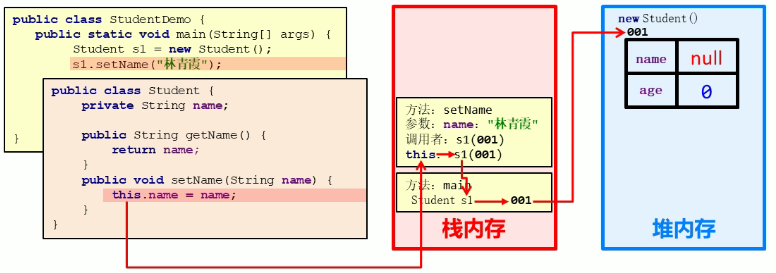 public class StudentDemo {
public static void main(String[] args) {
Student s1 = new Student();
s1.setName("林青霞");
}
public class Student {
private String name;
public String getName() {
return name;
}
public void setName(String name) {
this.name = name;
}
}
方法: setName
参数: name: "林青霞"
调用者: s1(001)
this: s1(001)
方法: main
Student s1 001
栈内存
new Student()
001
name null
age 0
堆内存